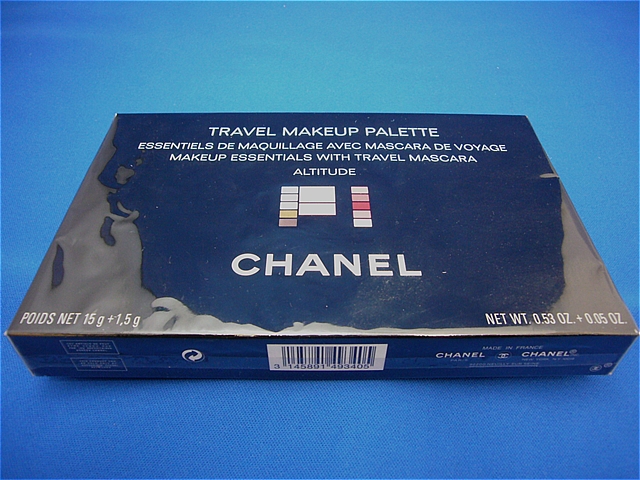 TRAVEL MAKEUP PALETTE
ESSENTIELS DE MAQUILLAGE AVEC MASCARA DE VOYAGE
MAKEUP ESSENTIALS WITH TRAVEL MASCARA
ALTITUDE
CHANEL
POIDS NET 15 g + 1,5 g
NET WT. 0.53 OZ. + 0.05 OZ.
MADE IN FRANCE
CHANEL CHANEL
3 145891 493405